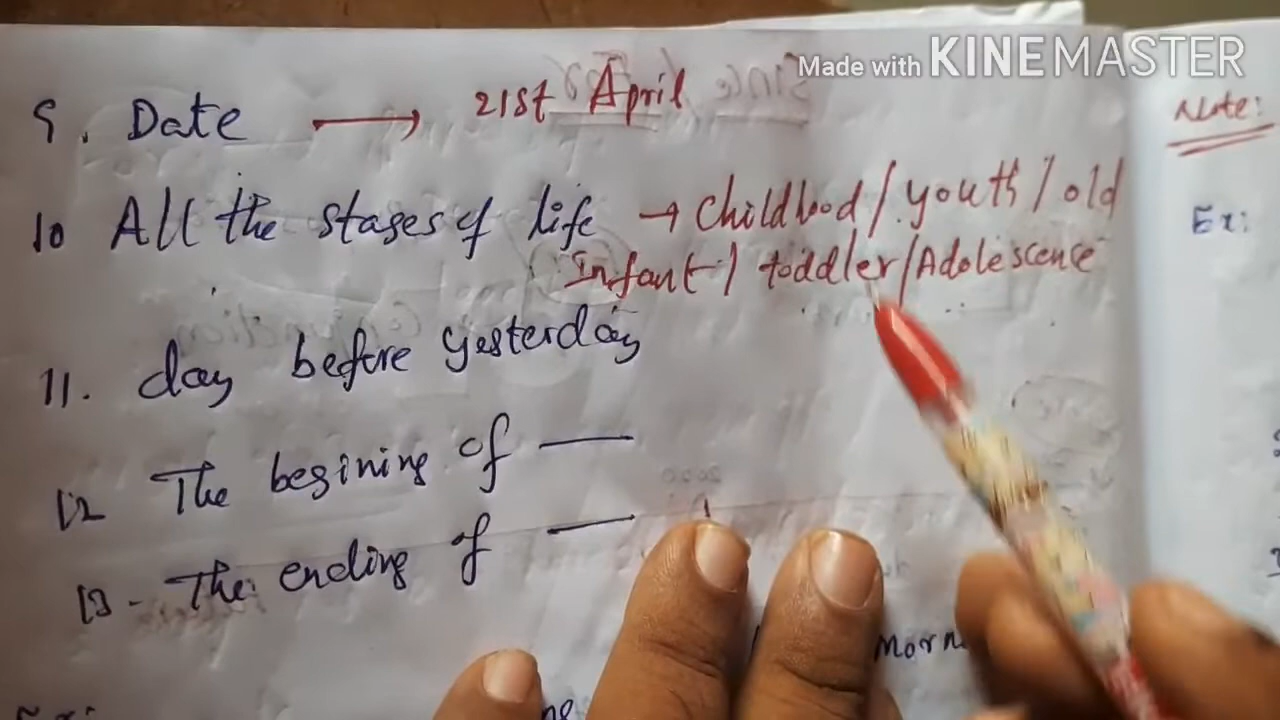 Made with KINEMASTER
9. Date → 21st April
10 All the stages of life → Childhood / youth / old
Infant / toddler / Adolescence
11. day before yesterday
12 The begining of —
13. The ending of —
Morn
Note:
Ex: